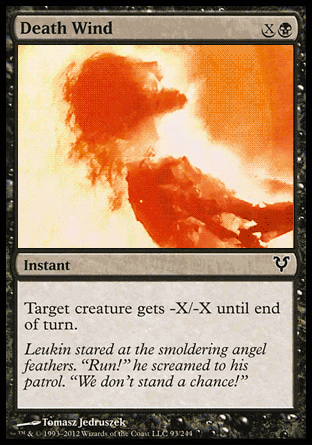 Death Wind X
Instant
Target creature gets -X/-X until end
of turn.
Leukin stared at the smoldering angel
feathers. “Run!” he screamed to his
patrol. “We don’t stand a chance!”
Tomasz Jedruszek
™ & © 1993–2012 Wizards of the Coast LLC 93/244